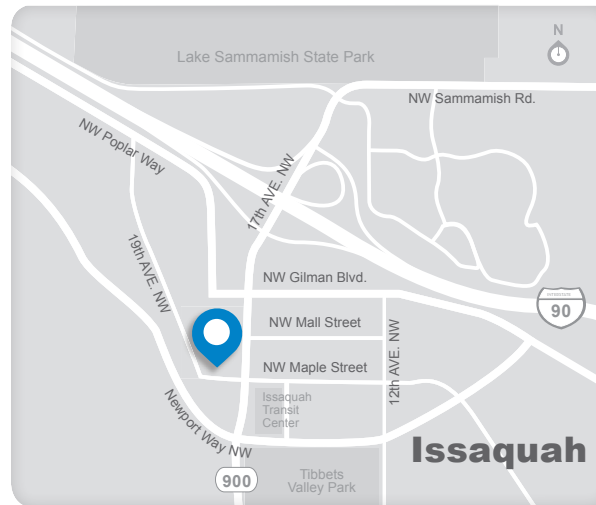 Lake Sammamish State Park
N
NW Sammamish Rd.
NW Poplar Way
17th AVE. NW
19th AVE. NW
NW Gilman Blvd.
INTERSTATE
90
NW Mall Street
12th AVE. NW
NW Maple Street
Issaquah
Transit
Center
Newport Way NW
Issaquah
900
Tibbets
Valley Park